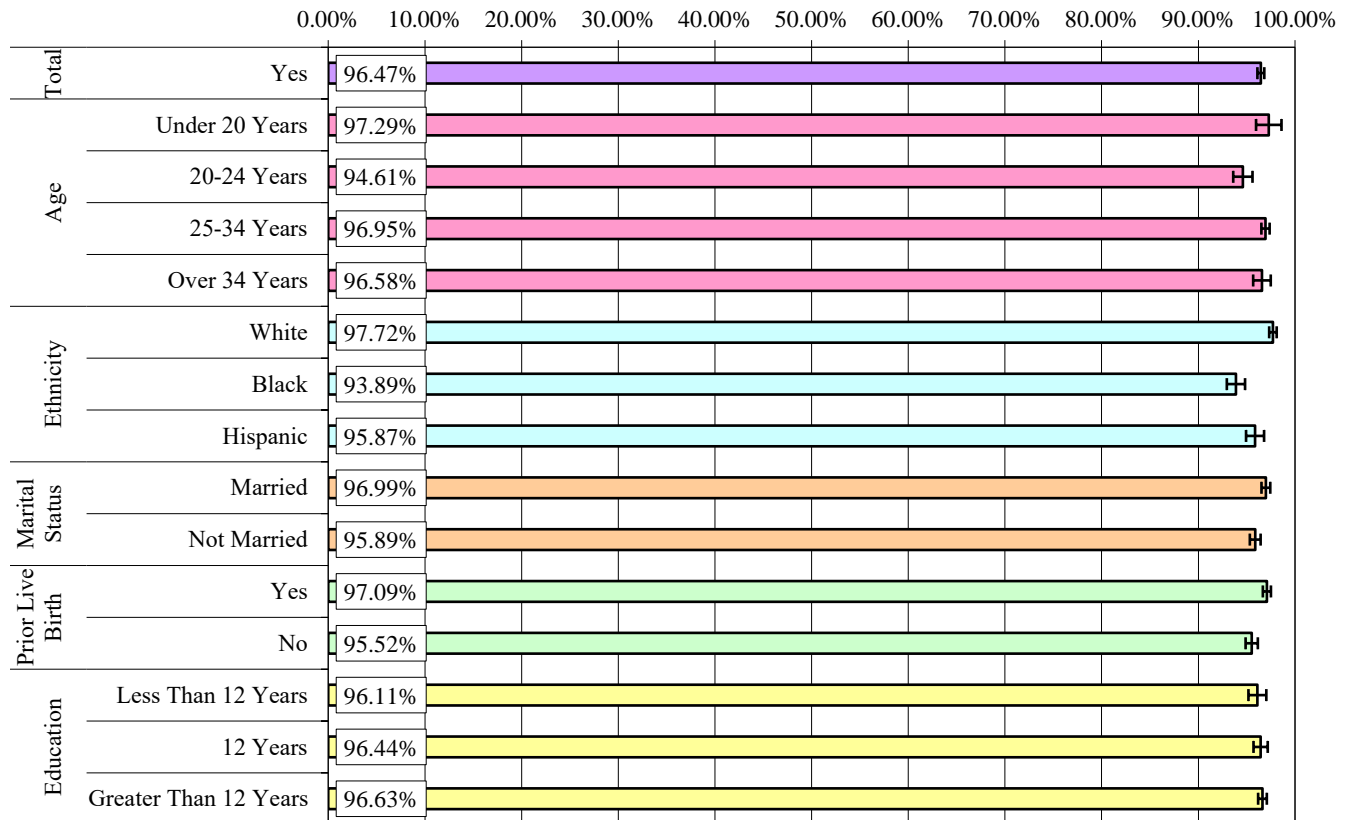 0.00% 10.00% 20.00% 30.00% 40.00% 50.00% 60.00% 70.00% 80.00% 90.00% 100.00%
Total
Yes 96.47%
Age
Under 20 Years 97.29%
20-24 Years 94.61%
25-34 Years 96.95%
Over 34 Years 96.58%
Ethnicity
White 97.72%
Black 93.89%
Hispanic 95.87%
Marital
Status
Married 96.99%
Not Married 95.89%
Prior Live
Birth
Yes 97.09%
No 95.52%
Education
Less Than 12 Years 96.11%
12 Years 96.44%
Greater Than 12 Years 96.63%